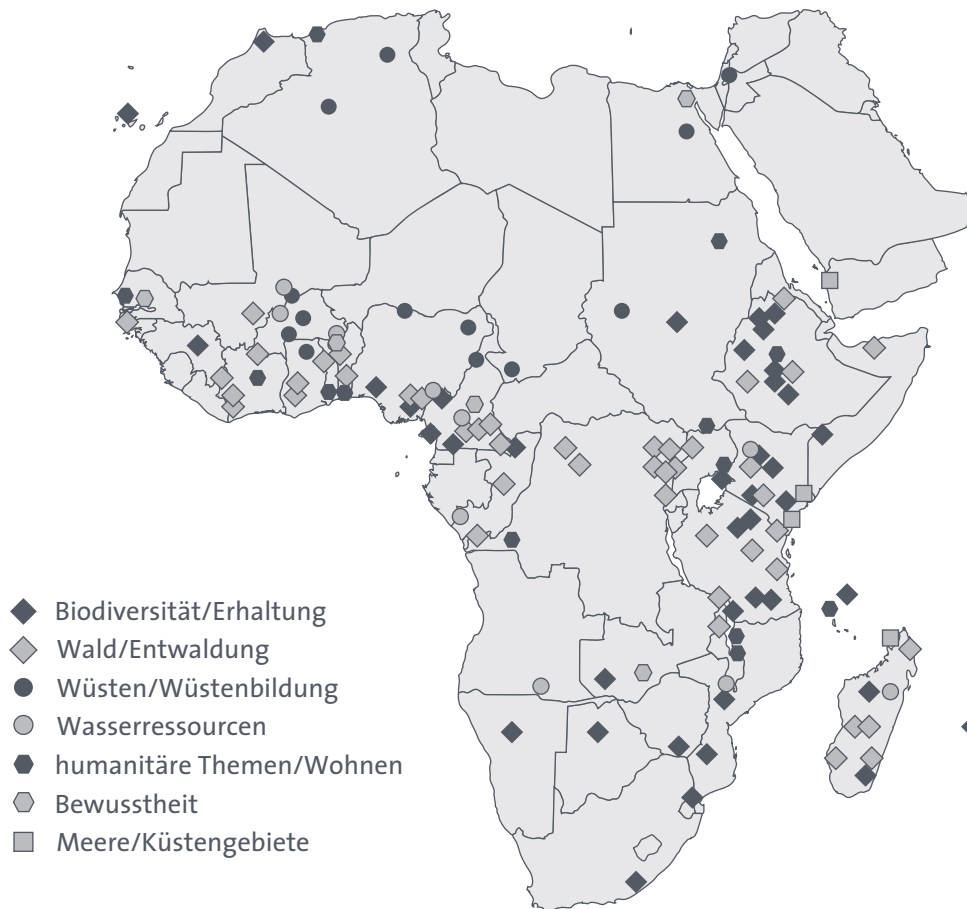 Biodiversität/Erhaltung
Wald/Entwaldung
Wüsten/Wüstenbildung
Wasserressourcen
humanitäre Themen/Wohnen
Bewusstheit
Meere/Küstengebiete